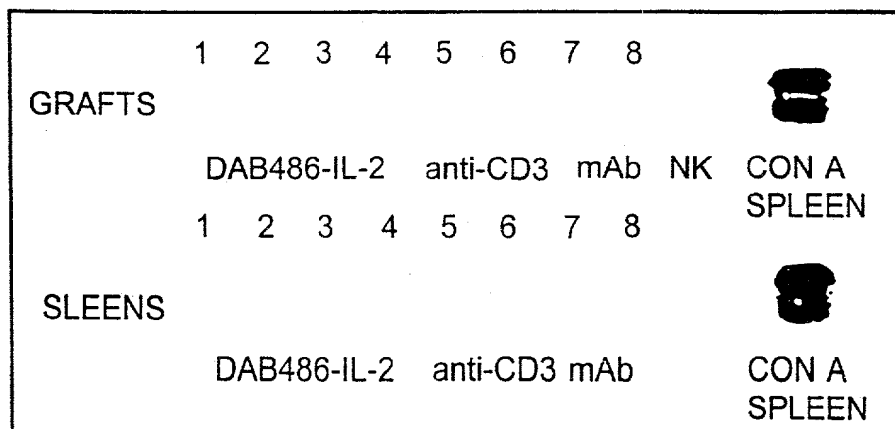 1 2 3 4 5 6 7 8
GRAFTS
DAB486-IL-2 anti-CD3 mAb NK CON A
SPLEEN
1 2 3 4 5 6 7 8
SLEENS
DAB486-IL-2 anti-CD3 mAb CON A
SPLEEN